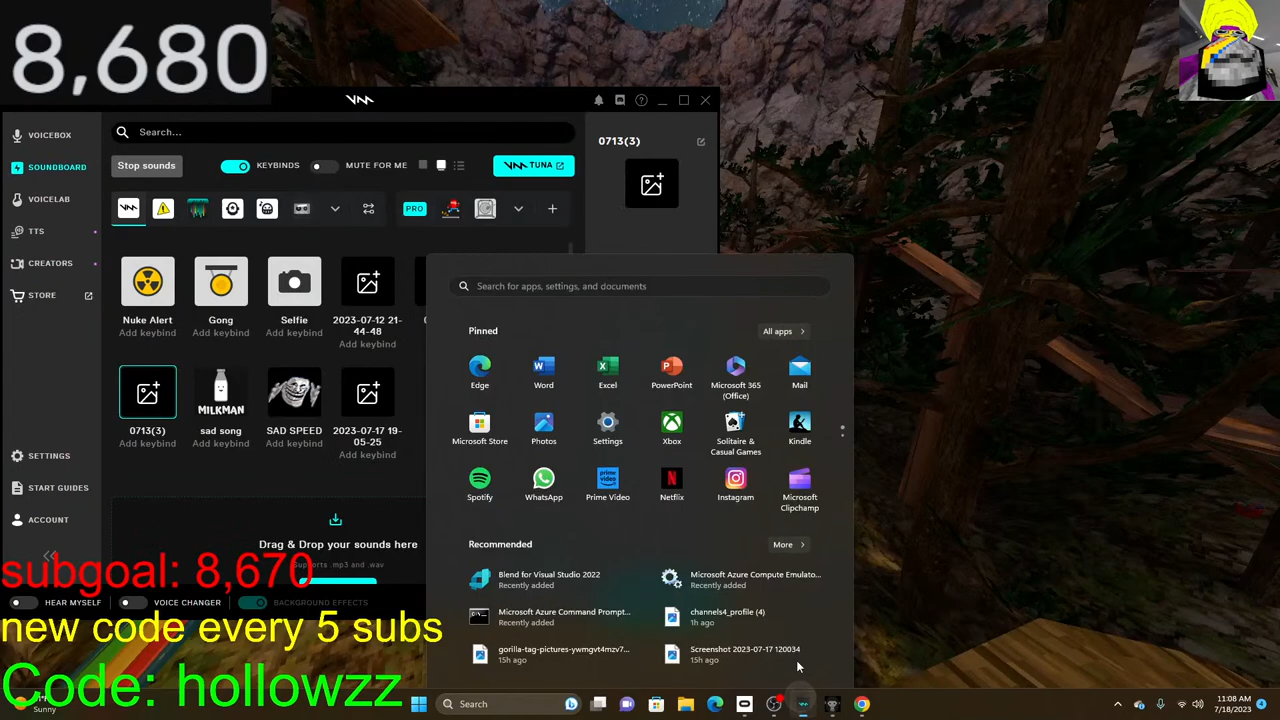 8,680
Search...
0713(3)
VOICEBOX
SOUNDBOARD
VOICELAB
TTS
CREATORS
STORE
SETTINGS
START GUIDES
ACCOUNT
Stop sounds
KEYBINDS
MUTE FOR ME
TUNA
PRO
Nuke Alert
Add keybind
Gong
Add keybind
Selfie
Add keybind
2023-07-12 21-
44-48
Add keybind
0713(3)
Add keybind
MILKMAN
sad song
Add keybind
SAD SPEED
Add keybind
2023-07-17 19-
05-25
Add keybind
Drag & Drop your sounds here
Supports .mp3 and .wav
HEAR MYSELF
VOICE CHANGER
BACKGROUND EFFECTS
subgoal: 8,670
new code every 5 subs
Code: hollowzz
Search for apps, settings, and documents
Pinned
All apps
Edge
Word
Excel
PowerPoint
Microsoft 365
(Office)
Mail
Microsoft Store
Photos
Settings
Xbox
Solitaire &
Casual Games
Kindle
Spotify
WhatsApp
prime video
Prime Video
Netflix
Instagram
Microsoft
Clipchamp
Recommended
More
Blend for Visual Studio 2022
Recently added
Microsoft Azure Compute Emulato...
Recently added
Microsoft Azure Command Prompt...
Recently added
channels4_profile (4)
1h ago
gorilla-tag-pictures-ywmgvt4mzv7...
15h ago
Screenshot 2023-07-17 120034
15h ago
Sunny
Search
11:08 AM
7/18/2023